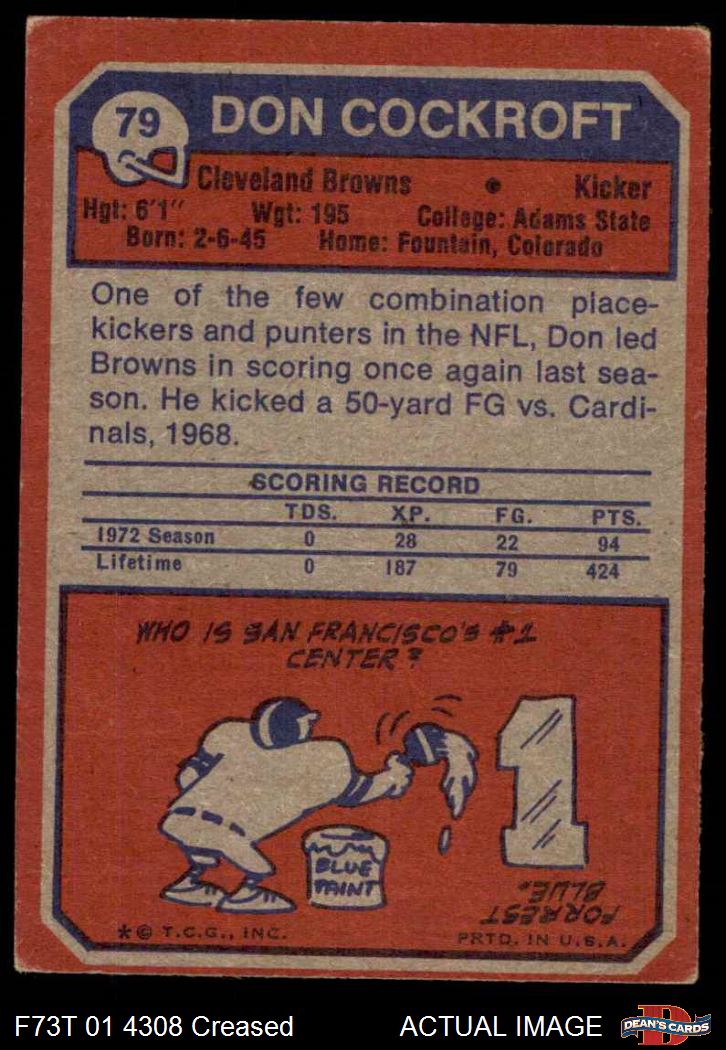 79
DON COCKROFT
Cleveland Browns • Kicker
Hgt: 6'1" Wgt: 195 College: Adams State
Born: 2-6-45 Home: Fountain, Colorado
One of the few combination place-
kickers and punters in the NFL, Don led
Browns in scoring once again last sea-
son. He kicked a 50-yard FG vs. Cardi-
nals, 1968.
SCORING RECORD
TDS. XP. FG. PTS.
1972 Season 0 28 22 94
Lifetime 0 187 79 424
WHO IS SAN FRANCISCO'S #1
CENTER?
1
BLUE
PAINT
FORREST
BLUE.
*© T.C.G., INC.
PRTD. IN U.S.A.
F73T 01 4308 Creased
ACTUAL IMAGE
D
DEAN'S CARDS